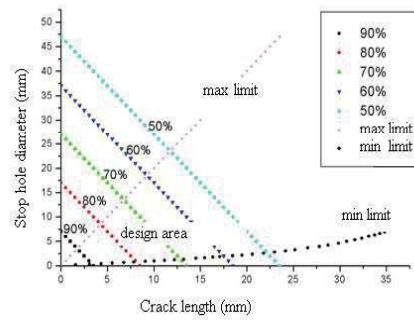 50
45
40
35
30
25
20
15
10
5
0
Stop hole diameter (mm)
max limit
50%
60%
70%
80%
90%
design area
min limit
0 5 10 15 20 25 30 35
Crack length (mm)
90%
80%
70%
60%
50%
max limit
min limit